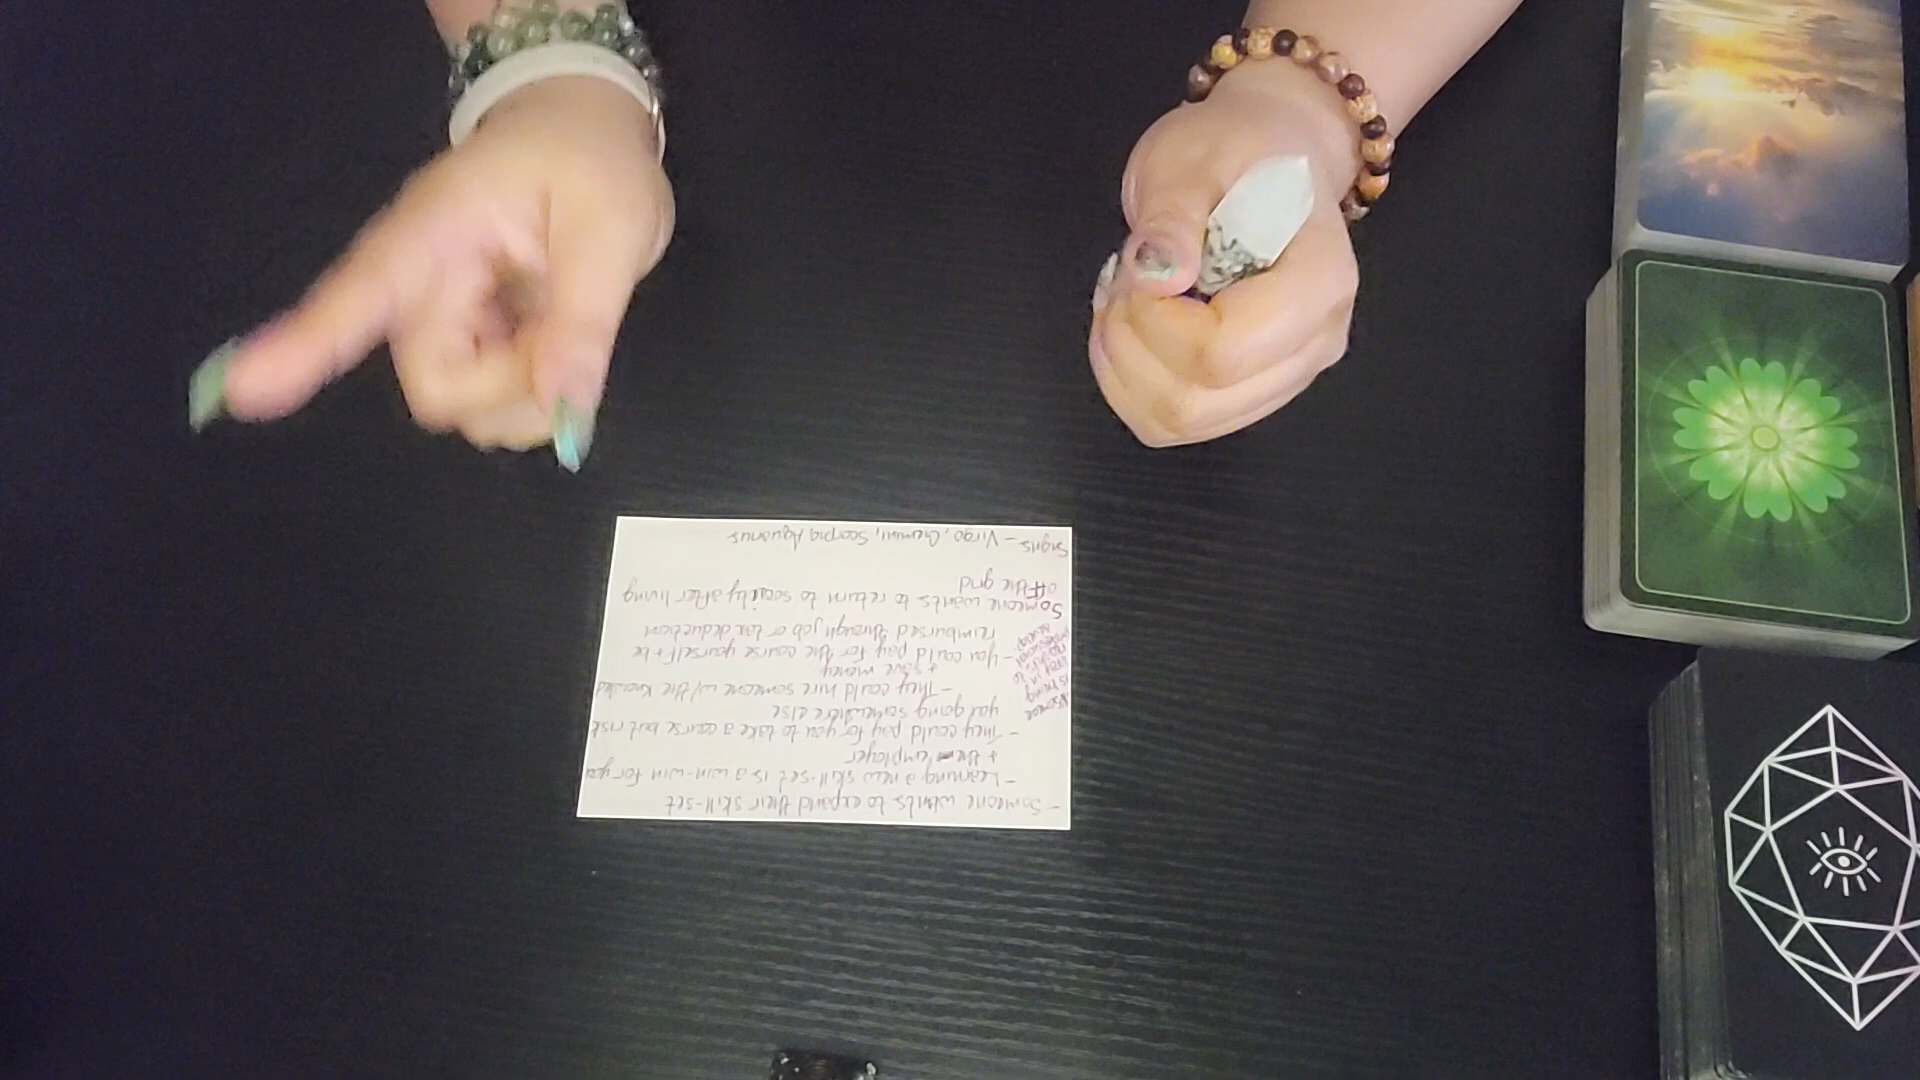 - Someone wants to expand their skill-set
- Learning a new skill-set is a win-win for you
+ the employer
- They could pay for you to take a course but risk
you going somewhere else
- They could hire someone w/ the knowled
+ save money
- you could pay for the course yourself + be
reimbursed through job or tax deduction
Someone wants to return to society after living
off the grid
Signs - Virgo, Gemini, Scorpio, Aquarius
Someone
is being